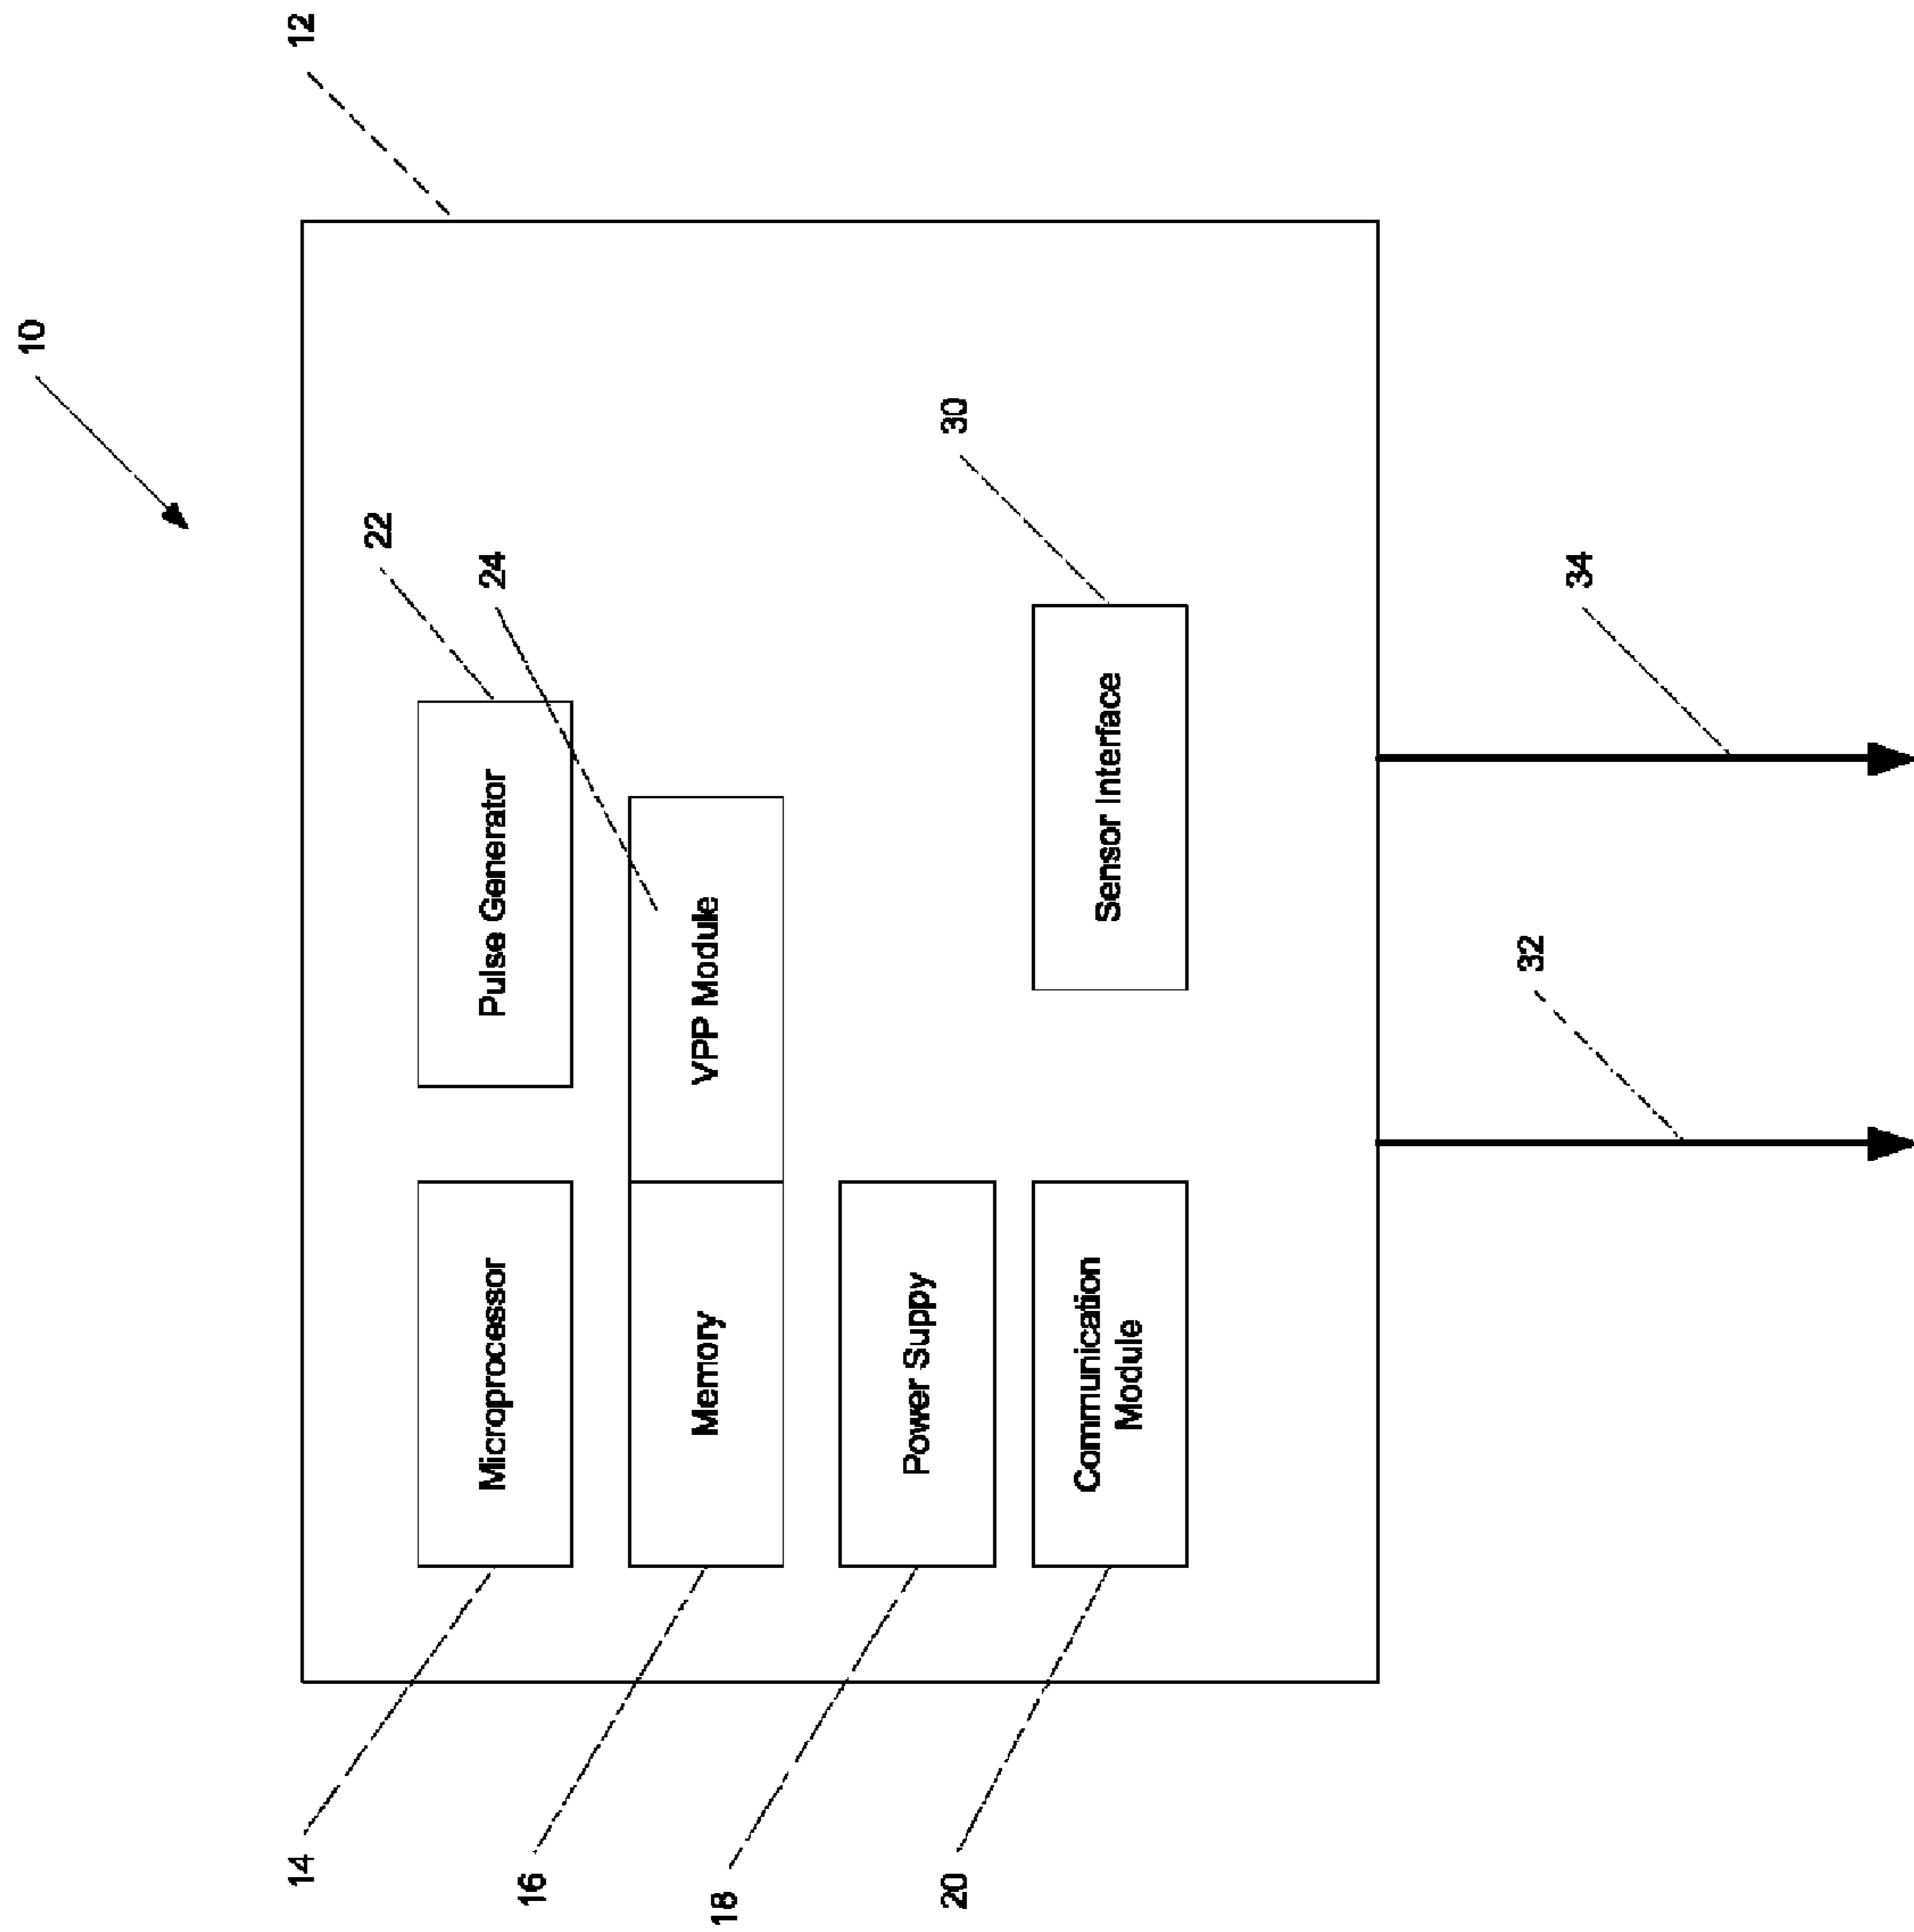 10
12
14
Microprocessor
Pulse Generator
22
16
Memory
VPP Module
24
18
Power Supply
20
Communication
Module
Sensor Interface
30
32
34